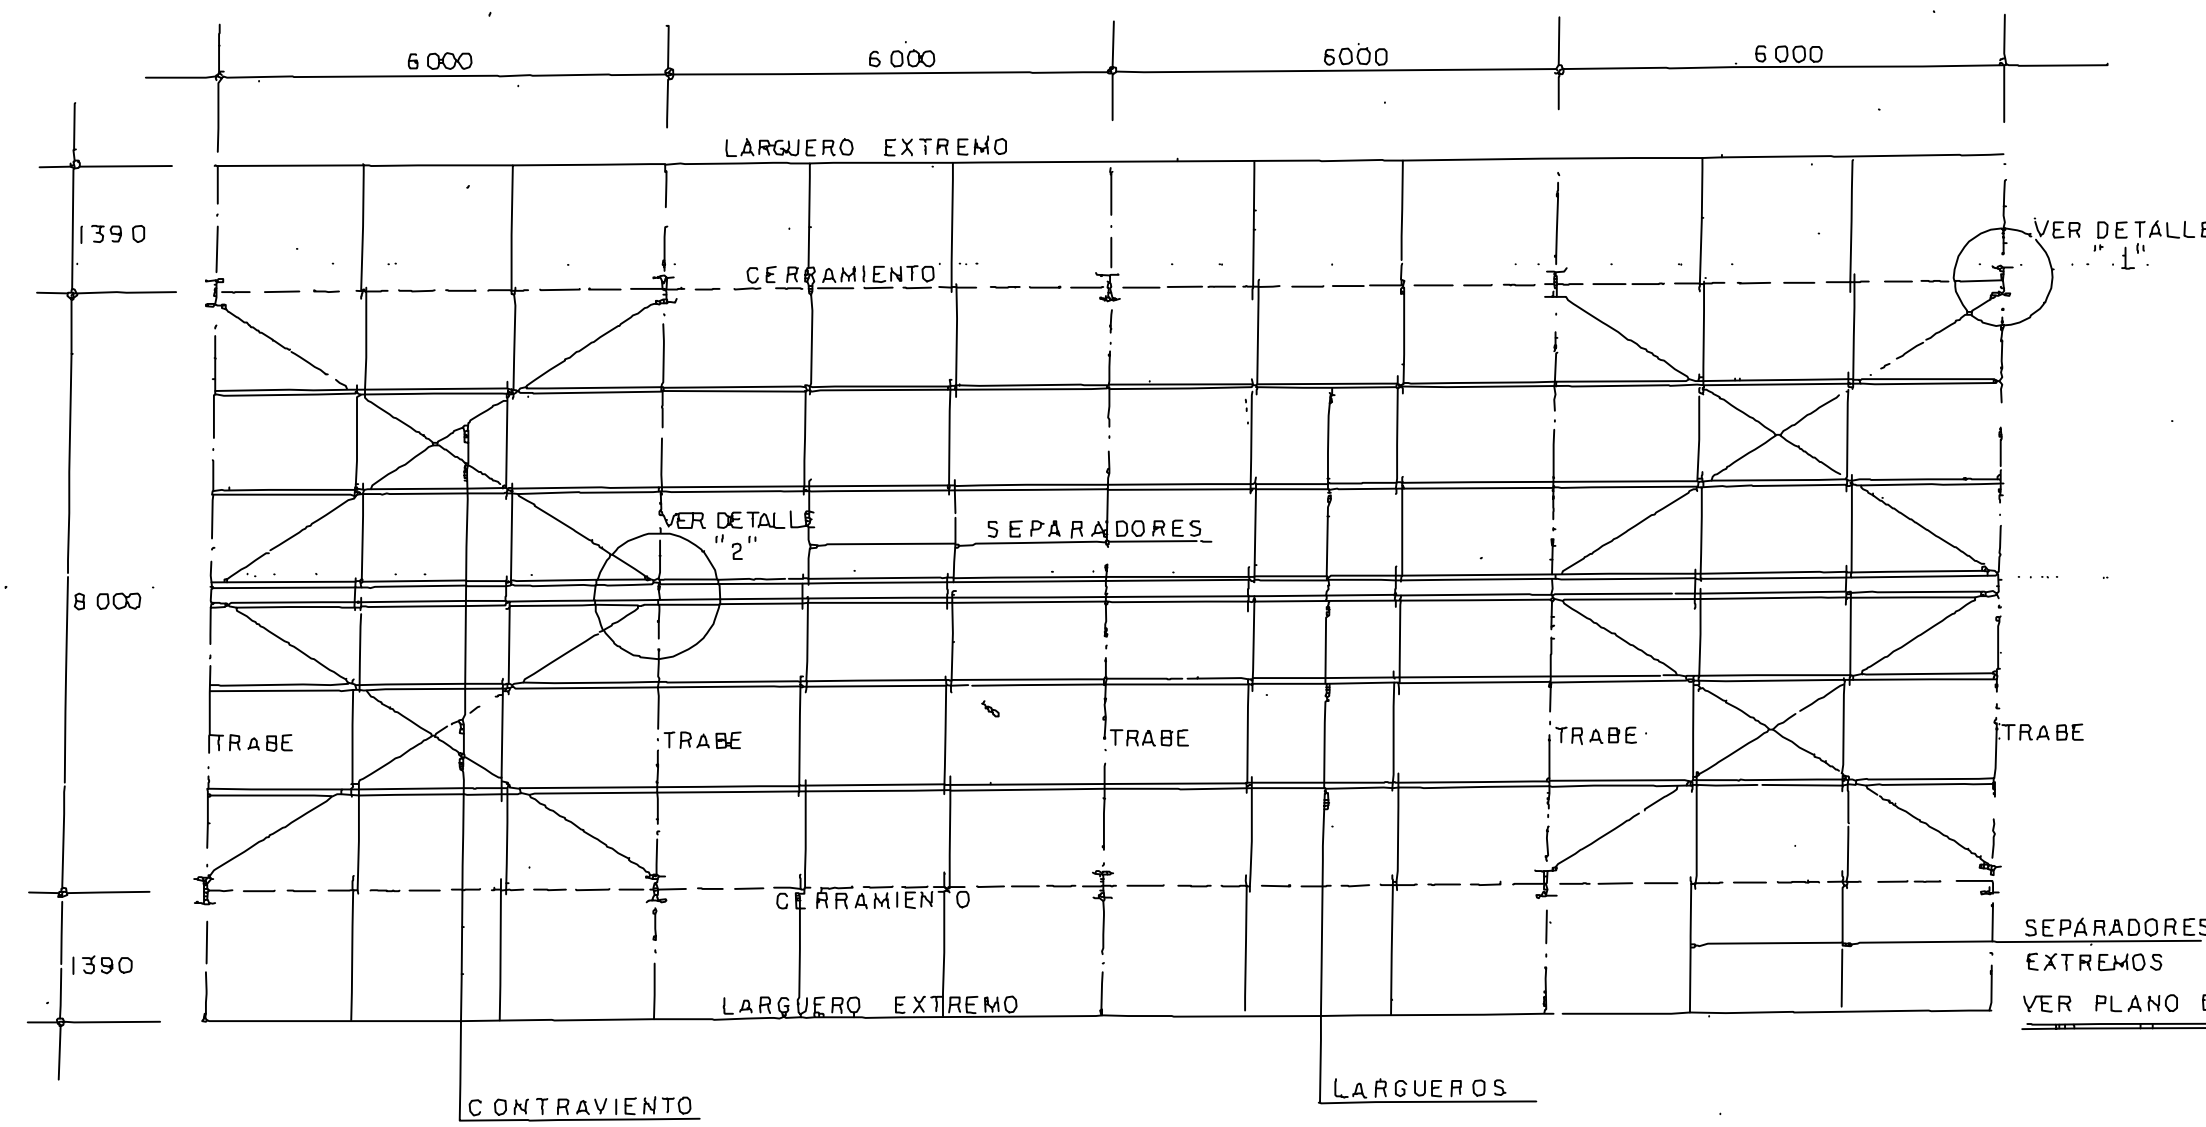 6000 6000 6000 6000
LARGUERO EXTREMO
1390
VER DETALLE
"1"
CERRAMIENTO
VER DETALLE
"2"
SEPARADORES
8000
TRABE TRABE TRABE TRABE TRABE
CERRAMIENTO
SEPARADORES
EXTREMOS
1390
VER PLANO
LARGUERO EXTREMO
LARGUEROS
CONTRAVIENTO